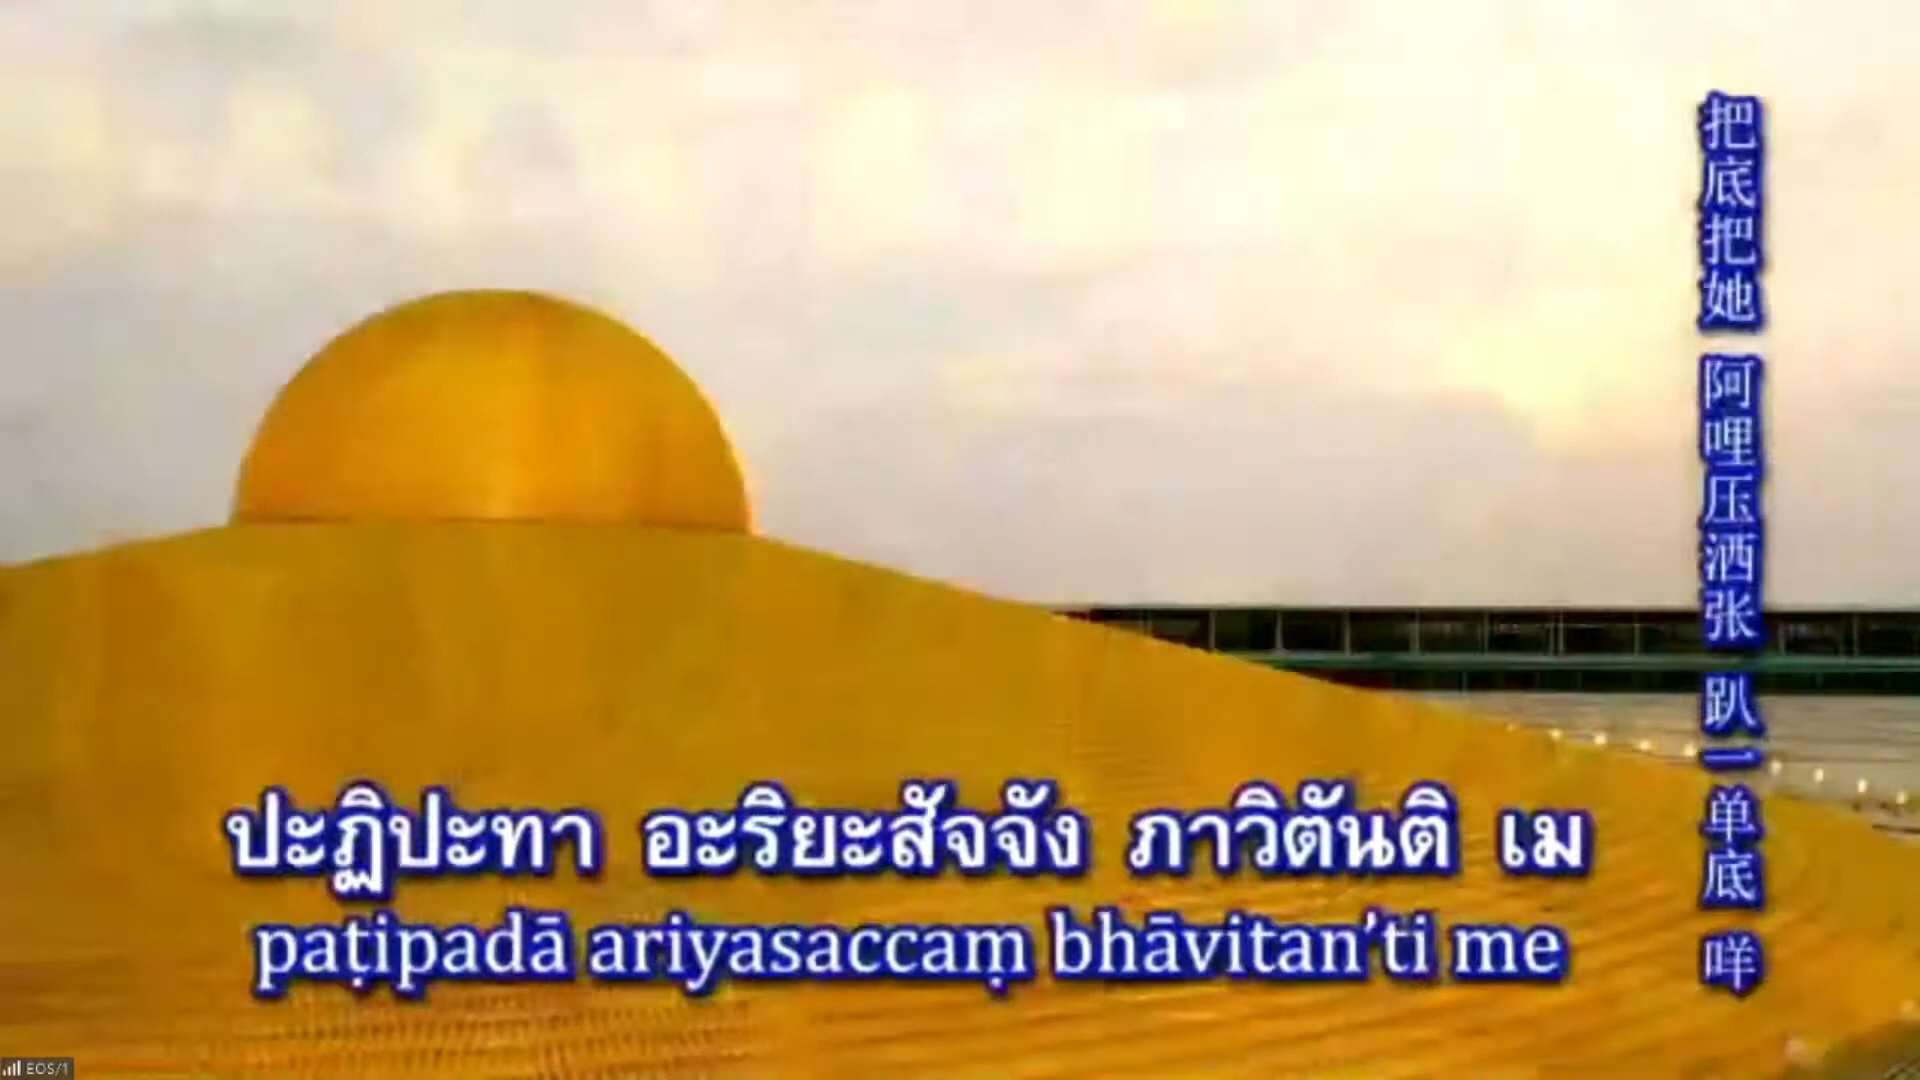 ปะฏิปะทา อะริยะสัจจัง ภาวิตันติ เม
paṭipadā ariyasaccaṃ bhāvitan’ti me
把底把她 阿哩压洒张 趴一单底 咩
EOS/1